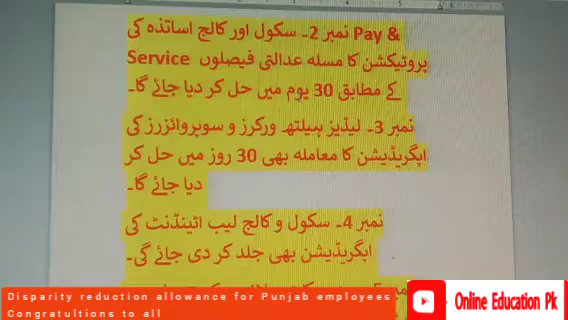 نمبر 2۔ سکول اور کالج اساتذہ کی Pay &
Service پروٹیکشن کا مسلہ عدالتی فیصلوں
کے مطابق 30 یوم میں حل کر دیا جائے گا۔
نمبر 3۔ لیڈیز ہیلتھ ورکرز و سوپروائزرز کی
اپگریڈیشن کا معاملہ بھی 30 روز میں حل کر
دیا جائے گا۔
نمبر 4۔ سکول و کالج لیب اٹینڈنٹ کی
اپگریڈیشن بھی جلد کر دی جائے گی۔
Disparity reduction allowance for Punjab employees
Congratultions to all
Online Education Pk